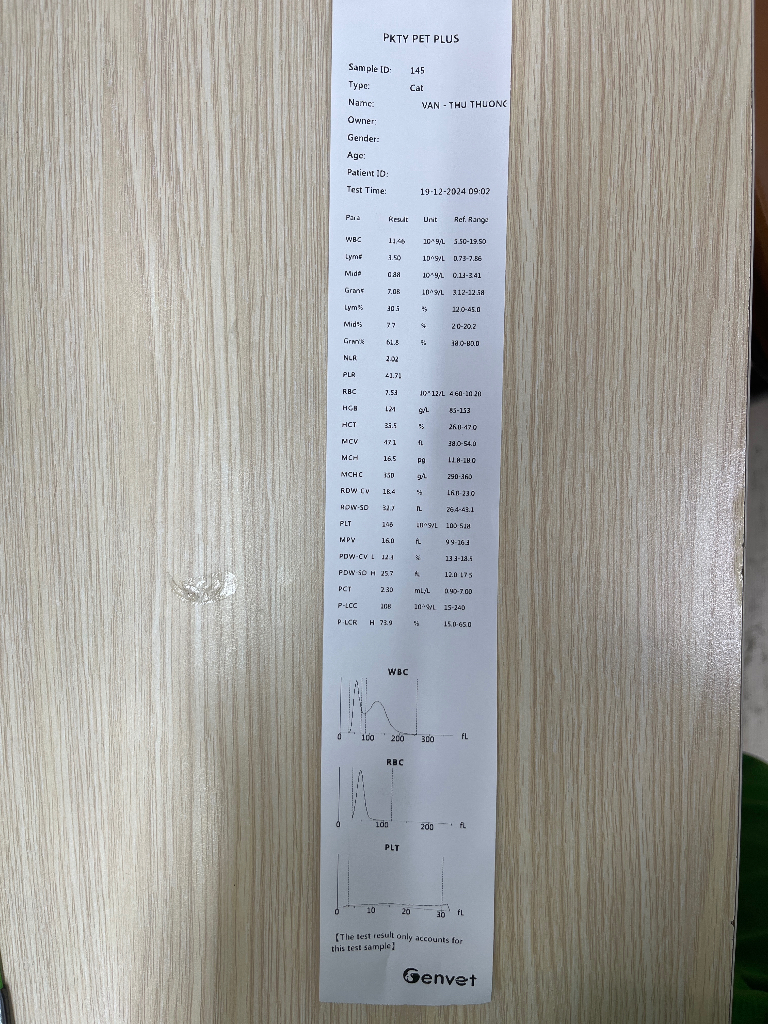 PKTY PET PLUS
Sample ID: 145
Type: Cat
Name: VAN - THU THUONG
Owner:
Gender:
Age:
Patient ID:
Test Time: 19-12-2024 09:02
Para Result Unit Ref. Range
WBC 11.46 10^9/L 5.50-19.50
Lym# 3.50 10^9/L 0.73-7.86
Mid# 0.88 10^9/L 0.13-3.41
Gran# 7.08 10^9/L 3.12-12.58
Lym% 30.5 % 12.0-45.0
Mid% 7.7 % 2.0-20.2
Gran% 61.8 % 38.0-80.0
NLR 2.02
PLR 41.71
RBC 7.53 10^12/L 4.60-10.20
HGB 124 g/L 85-153
HCT 35.5 % 26.0-47.0
MCV 47.1 fL 38.0-54.0
MCH 16.5 pg 11.8-18.0
MCHC 350 g/L 290-360
RDW-CV 18.4 % 16.0-23.0
RDW-SD 32.7 fL 26.4-43.1
PLT 146 10^9/L 100-518
MPV 16.0 fL 9.9-16.3
PDW-CV L 12.4 % 13.3-18.5
PDW-SD H 25.7 fL 12.0-17.5
PCT 2.30 mL/L 0.90-7.00
P-LCC 108 10^9/L 15-240
P-LCR H 73.9 % 15.0-65.0
WBC
0 100 200 300 fL
RBC
0 100 200 fL
PLT
0 10 20 30 fL
【The test result only accounts for
this test sample】
Genvet